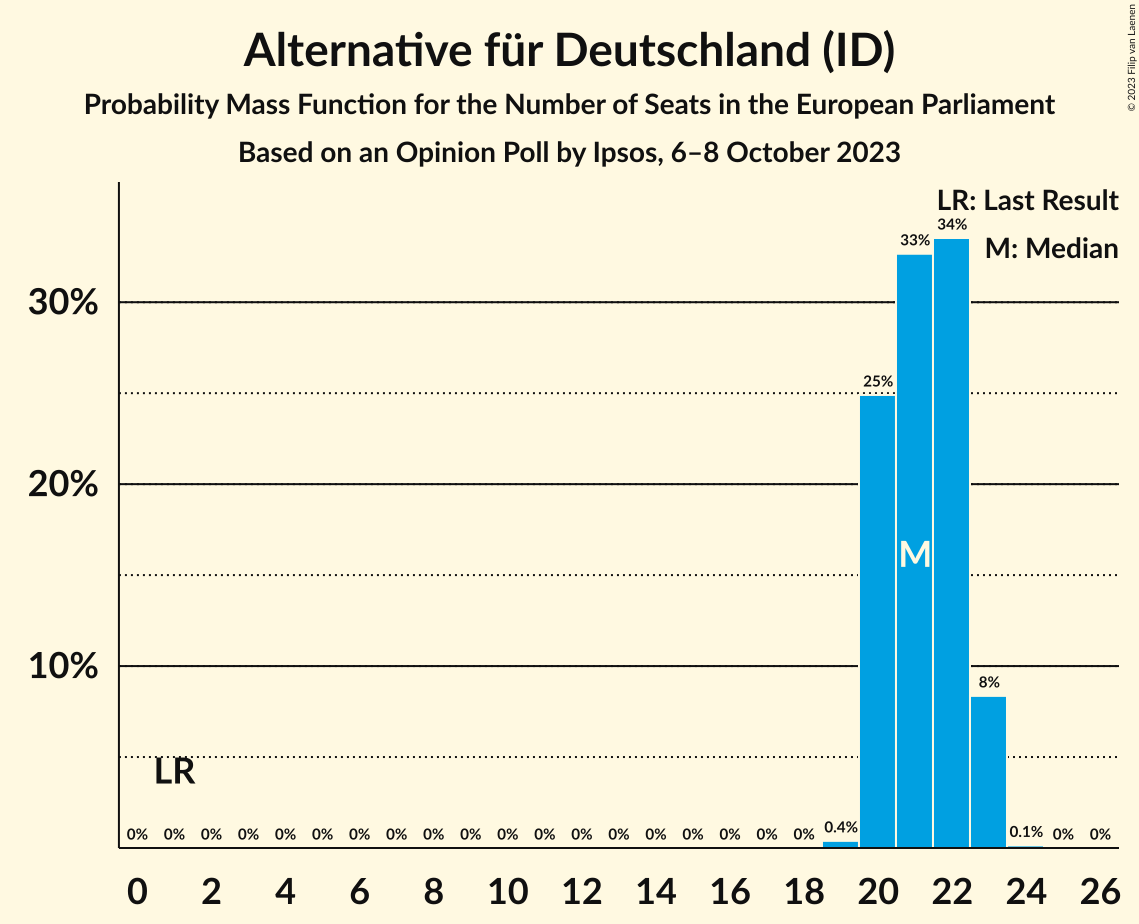 Alternative für Deutschland (ID)
Probability Mass Function for the Number of Seats in the European Parliament
Based on an Opinion Poll by Ipsos, 6–8 October 2023
© 2023 Filip van Laenen
LR: Last Result
M: Median
30%
20%
10%
34%
33%
25%
8%
M
LR
0% 0% 0% 0% 0% 0% 0% 0% 0% 0% 0% 0% 0% 0% 0% 0% 0% 0% 0% 0.4% 0.1% 0% 0%
0 2 4 6 8 10 12 14 16 18 20 22 24 26